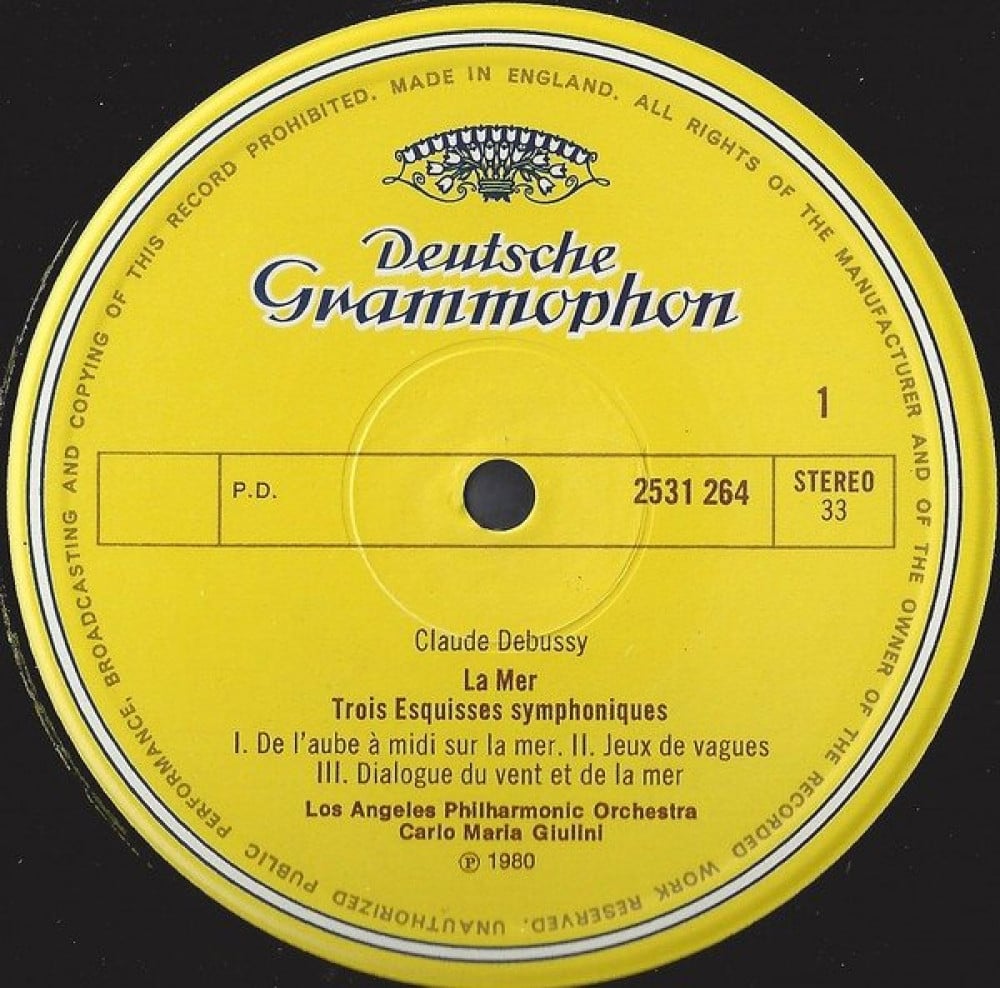 MADE IN ENGLAND. ALL RIGHTS OF THE MANUFACTURER AND OF THE OWNER OF THE RECORDED WORK RESERVED. UNAUTHORIZED PUBLIC PERFORMANCE, BROADCASTING AND COPYING OF THIS RECORD PROHIBITED.
Deutsche
Grammophon
1
P.D.
2531 264
STEREO
33
Claude Debussy
La Mer
Trois Esquisses symphoniques
I. De l'aube à midi sur la mer. II. Jeux de vagues
III. Dialogue du vent et de la mer
Los Angeles Philharmonic Orchestra
Carlo Maria Giulini
℗ 1980